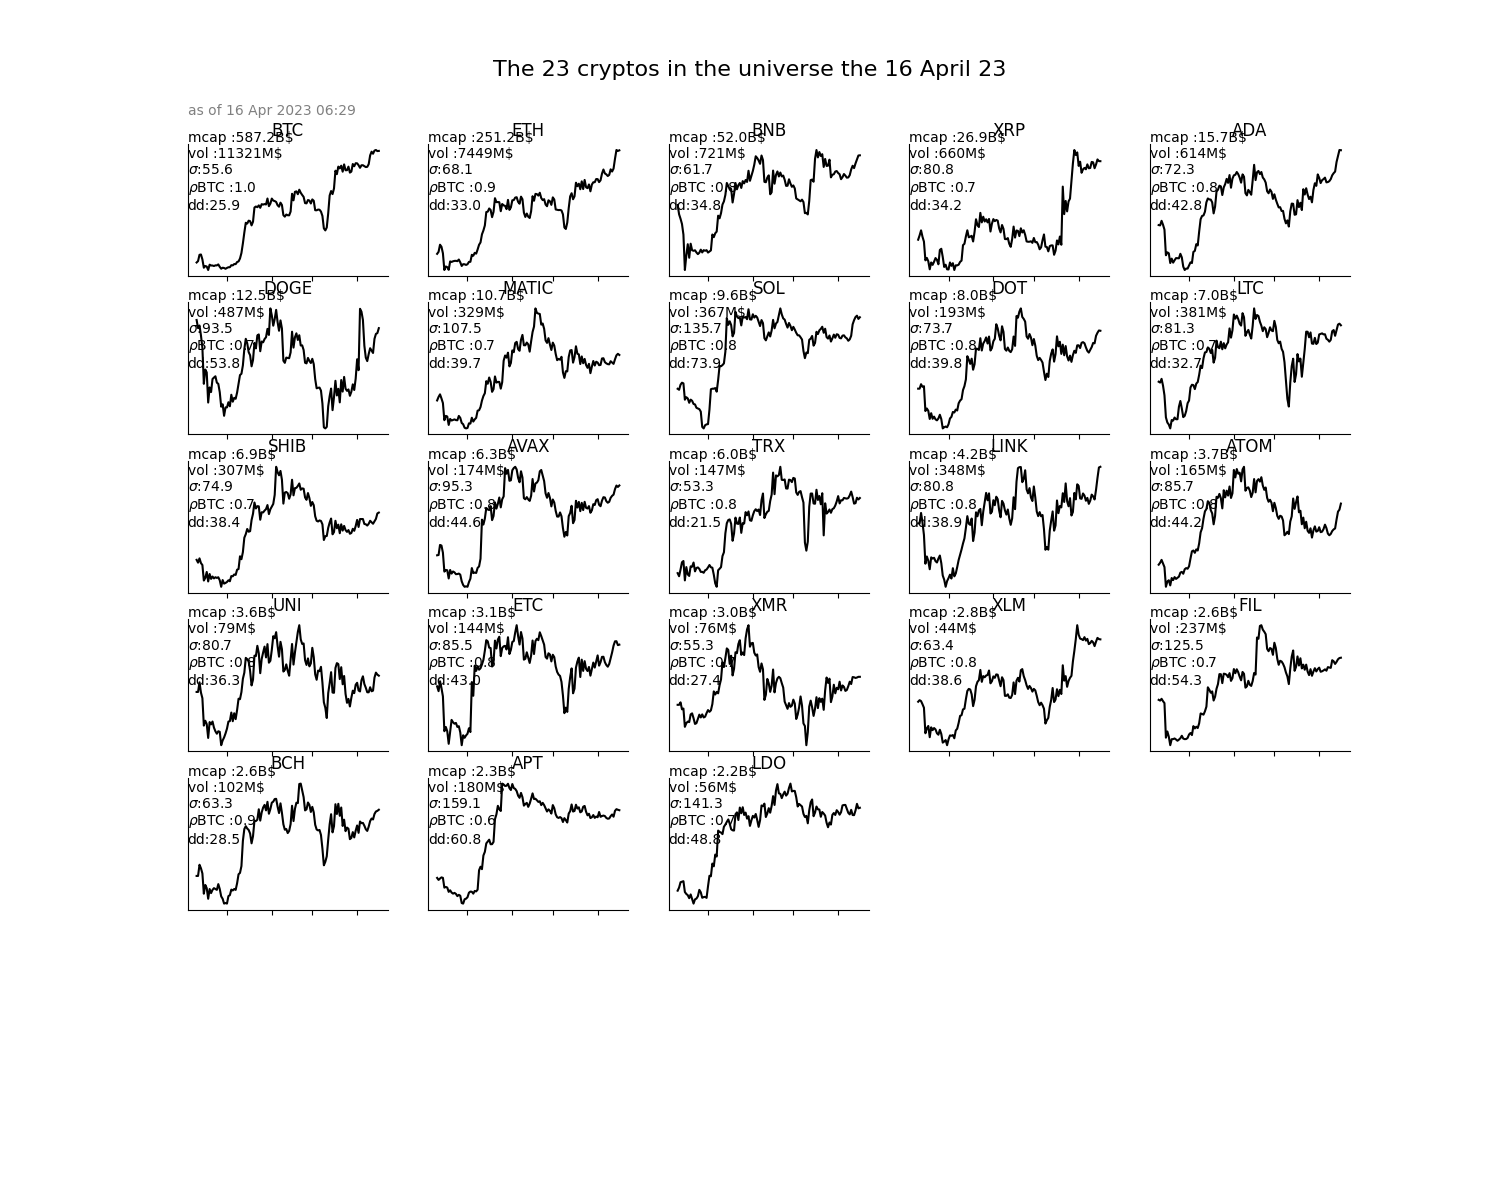 The 23 cryptos in the universe the 16 April 23
as of 16 Apr 2023 06:29
BTC
mcap :587.2B$
vol :11321M$
σ:55.6
ρBTC :1.0
dd:25.9
ETH
mcap :251.2B$
vol :7449M$
σ:68.1
ρBTC :0.9
dd:33.0
BNB
mcap :52.0B$
vol :721M$
σ:61.7
ρBTC :0.8
dd:34.8
XRP
mcap :26.9B$
vol :660M$
σ:80.8
ρBTC :0.7
dd:34.2
ADA
mcap :15.7B$
vol :614M$
σ:72.3
ρBTC :0.8
dd:42.8
DOGE
mcap :12.5B$
vol :487M$
σ:93.5
ρBTC :0.7
dd:53.8
MATIC
mcap :10.7B$
vol :329M$
σ:107.5
ρBTC :0.7
dd:39.7
SOL
mcap :9.6B$
vol :367M$
σ:135.7
ρBTC :0.8
dd:73.9
DOT
mcap :8.0B$
vol :193M$
σ:73.7
ρBTC :0.8
dd:39.8
LTC
mcap :7.0B$
vol :381M$
σ:81.3
ρBTC :0.7
dd:32.7
SHIB
mcap :6.9B$
vol :307M$
σ:74.9
ρBTC :0.7
dd:38.4
AVAX
mcap :6.3B$
vol :174M$
σ:95.3
ρBTC :0.8
dd:44.6
TRX
mcap :6.0B$
vol :147M$
σ:53.3
ρBTC :0.8
dd:21.5
LINK
mcap :4.2B$
vol :348M$
σ:80.8
ρBTC :0.8
dd:38.9
ATOM
mcap :3.7B$
vol :165M$
σ:85.7
ρBTC :0.8
dd:44.2
UNI
mcap :3.6B$
vol :79M$
σ:80.7
ρBTC :0.8
dd:36.3
ETC
mcap :3.1B$
vol :144M$
σ:85.5
ρBTC :0.8
dd:43.0
XMR
mcap :3.0B$
vol :76M$
σ:55.3
ρBTC
dd:27.4
XLM
mcap :2.8B$
vol :44M$
σ:63.4
ρBTC :0.8
dd:38.6
FIL
mcap :2.6B$
vol :237M$
σ:125.5
ρBTC :0.7
dd:54.3
BCH
mcap :2.6B$
vol :102M$
σ:63.3
ρBTC :0.9
dd:28.5
APT
mcap :2.3B$
vol :180M$
σ:159.1
ρBTC :0.6
dd:60.8
LDO
mcap :2.2B$
vol :56M$
σ:141.3
ρBTC :0.7
dd:48.8